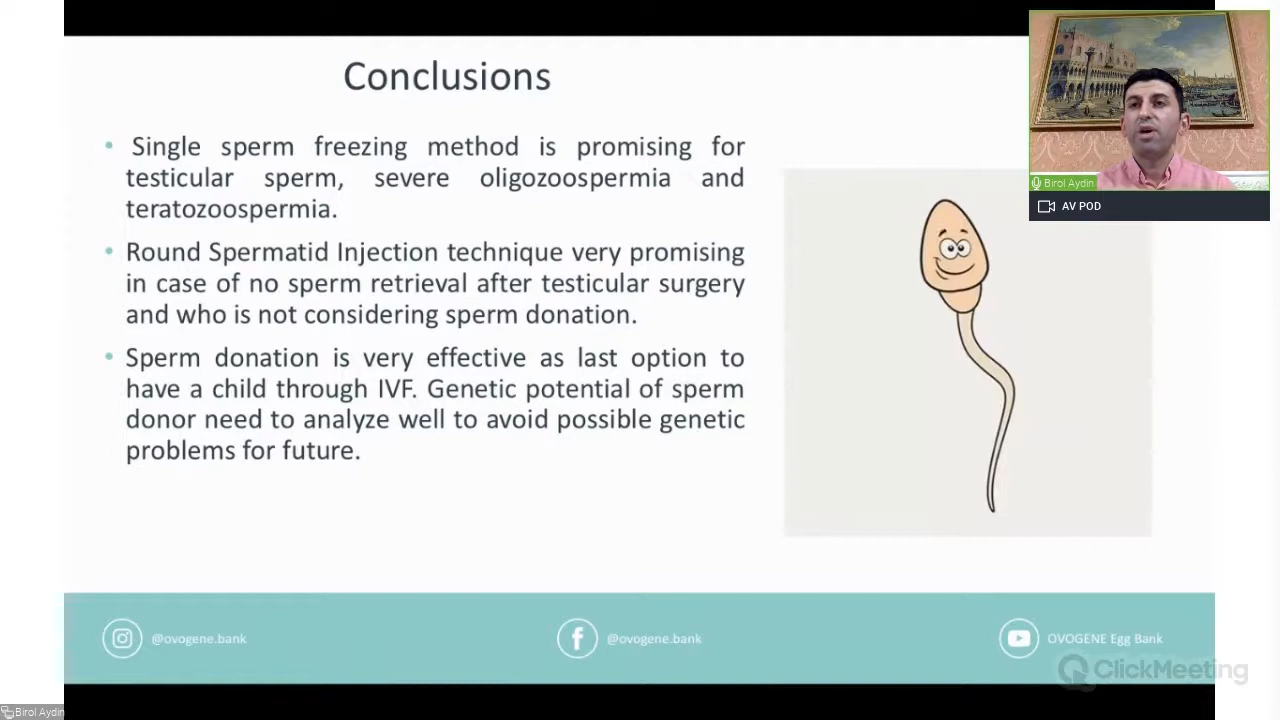 Conclusions
• Single sperm freezing method is promising for
testicular sperm, severe oligozoospermia and
teratozoospermia.
• Round Spermatid Injection technique very promising
in case of no sperm retrieval after testicular surgery
and who is not considering sperm donation.
• Sperm donation is very effective as last option to
have a child through IVF. Genetic potential of sperm
donor need to analyze well to avoid possible genetic
problems for future.
Birol Aydin
AV POD
@ovogene.bank
@ovogene.bank
OVOGENE Egg Bank
ClickMeeting
Birol Aydin